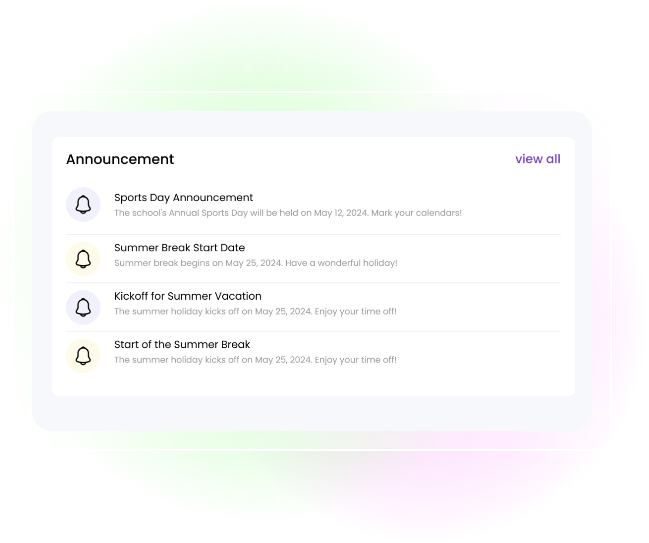 Announcement
view all
Sports Day Announcement
The school's Annual Sports Day will be held on May 12, 2024. Mark your calendars!
Summer Break Start Date
Summer break begins on May 25, 2024. Have a wonderful holiday!
Kickoff for Summer Vacation
The summer holiday kicks off on May 25, 2024. Enjoy your time off!
Start of the Summer Break
The summer holiday kicks off on May 25, 2024. Enjoy your time off!